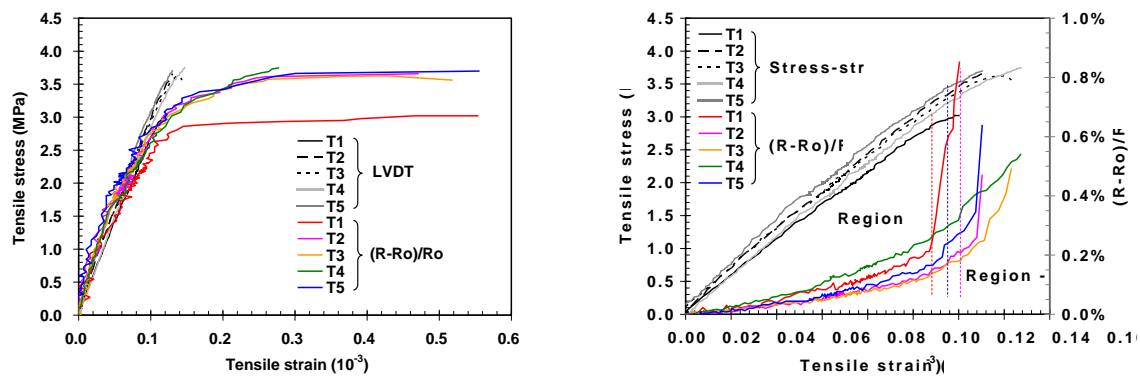 4.5
4.0
3.5
3.0
2.5
2.0
1.5
1.0
0.5
0.0
Tensile stress (MPa)
T1
T2
T3
T4
T5
LVDT
T1
T2
T3
T4
T5
(R-Ro)/Ro
0.0 0.1 0.2 0.3 0.4 0.5 0.6
Tensile strain (10-3)
4.5
4.0
3.5
3.0
2.5
2.0
1.5
1.0
0.5
0.0
Tensile stress (
T1
T2
T3
T4
T5
Stress-str
T1
T2
T3
T4
T5
(R-Ro)/F
Region
Region -
1.0%
0.8%
0.6%
0.4%
0.2%
0.0%
(R-Ro)/F
0.00 0.02 0.04 0.06 0.08 0.10 0.12 0.14 0.16
Tensile strain-3)(